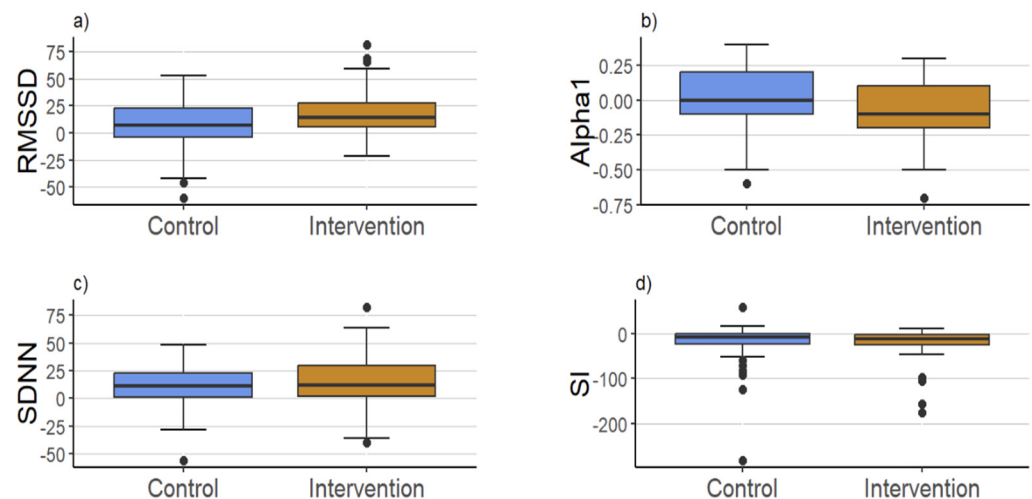 a)
RMSSD
75
50
25
0
-25
-50
Control Intervention
b)
Alpha1
0.25
0.00
-0.25
-0.50
-0.75
Control Intervention
c)
SDNN
75
50
25
0
-25
-50
Control Intervention
d)
SI
0
-100
-200
Control Intervention